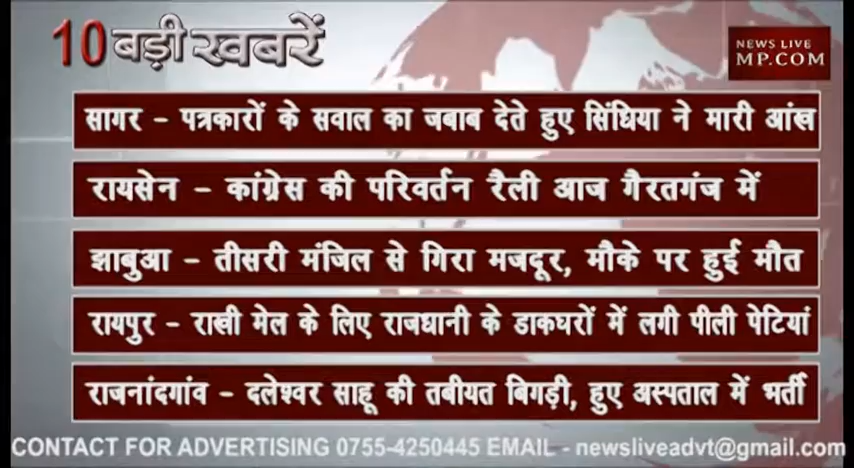 10 बड़ी खबरें
NEWS LIVE
MP.COM
सागर - पत्रकारों के सवाल का जबाब देते हुए सिंधिया ने मारी आंख
रायसेन - कांग्रेस की परिवर्तन रैली आज गैरतगंज में
झाबुआ - तीसरी मंजिल से गिरा मजदूर, मौके पर हुई मौत
रायपुर - राखी मेल के लिए राजधानी के डाकघरों में लगी पीली पेटियां
राजनांदगांव - दलेश्वर साहू की तबीयत बिगड़ी, हुए अस्पताल में भर्ती
CONTACT FOR ADVERTISING 0755-4250445 EMAIL - newsliveadvt@gmail.com